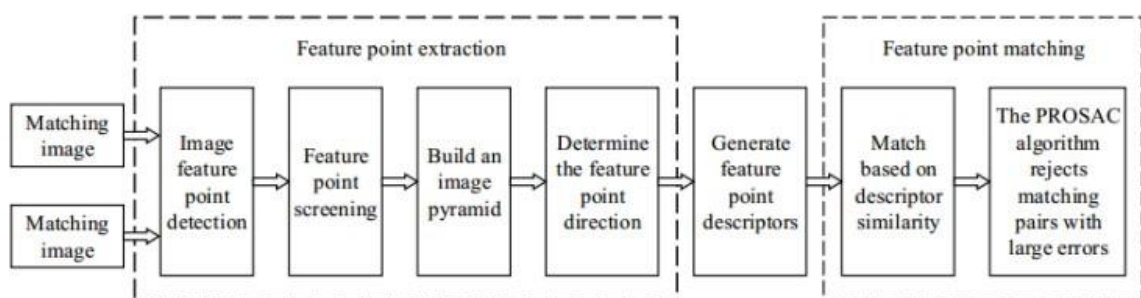 Feature point extraction
Feature point matching
Matching
image
Matching
image
Image
feature
point
detection
Feature
point
screening
Build an
image
pyramid
Determine
the feature
point
direction
Generate
feature
point
descriptors
Match
based on
descriptor
similarity
The PROSAC
algorithm
rejects
matching
pairs with
large errors